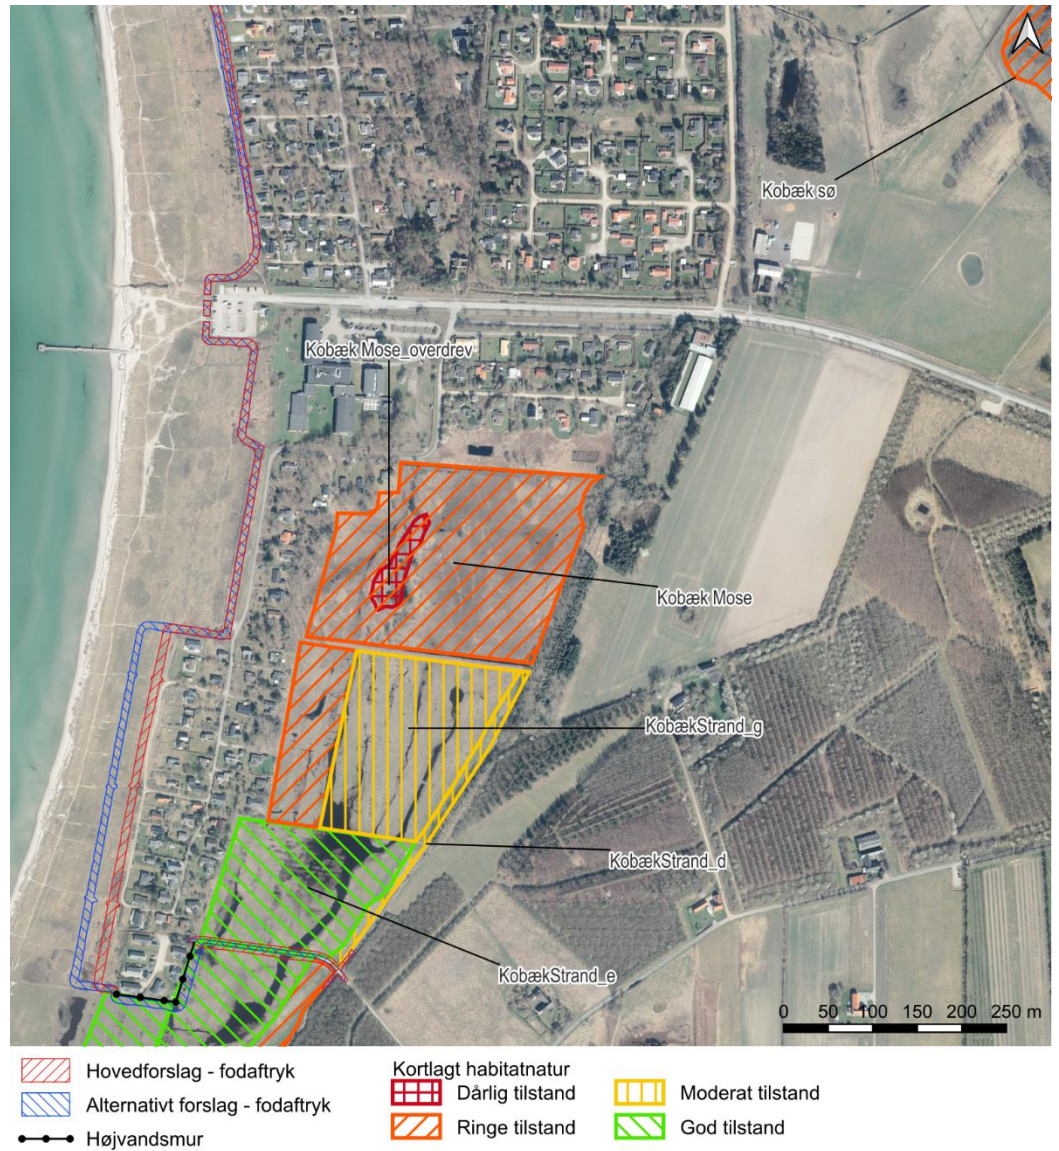 Kobæk sø
Kobæk Mose_overdrev
Kobæk Mose
KobækStrand_g
KobækStrand_d
KobækStrand_e
0 50 100 150 200 250 m
Hovedforslag - fodaftryk
Alternativt forslag - fodaftryk
Højvandsmur
Kortlagt habitatnatur
Dårlig tilstand
Ringe tilstand
Moderat tilstand
God tilstand